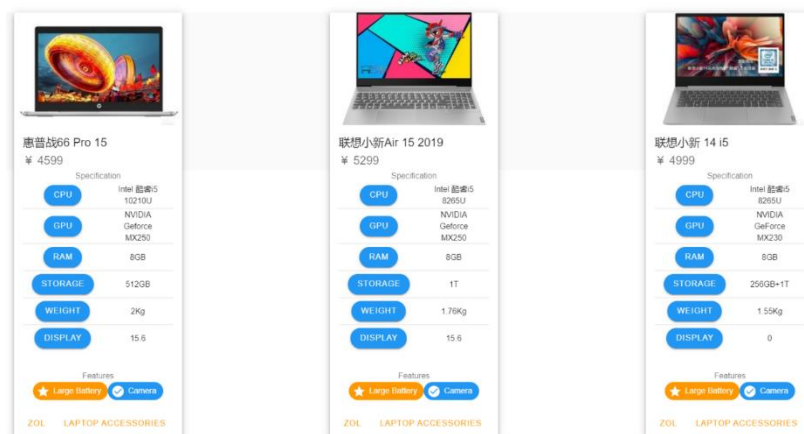 惠普战66 Pro 15
¥ 4599
Specification
CPU
Intel 酷睿i5
10210U
GPU
NVIDIA
Geforce
MX250
RAM
8GB
STORAGE
512GB
WEIGHT
2Kg
DISPLAY
15.6
Features
Large Battery
Camera
ZOL
LAPTOP ACCESSORIES
联想小新Air 15 2019
¥ 5299
Specification
CPU
Intel 酷睿i5
8265U
GPU
NVIDIA
Geforce
MX250
RAM
8GB
STORAGE
1T
WEIGHT
1.76Kg
DISPLAY
15.6
Features
Large Battery
Camera
ZOL
LAPTOP ACCESSORIES
联想小新 14 i5
¥ 4999
Specification
CPU
Intel 酷睿i5
8265U
GPU
NVIDIA
GeForce
MX230
RAM
8GB
STORAGE
256GB+1T
WEIGHT
1.55Kg
DISPLAY
0
Features
Large Battery
Camera
ZOL
LAPTOP ACCESSORIES